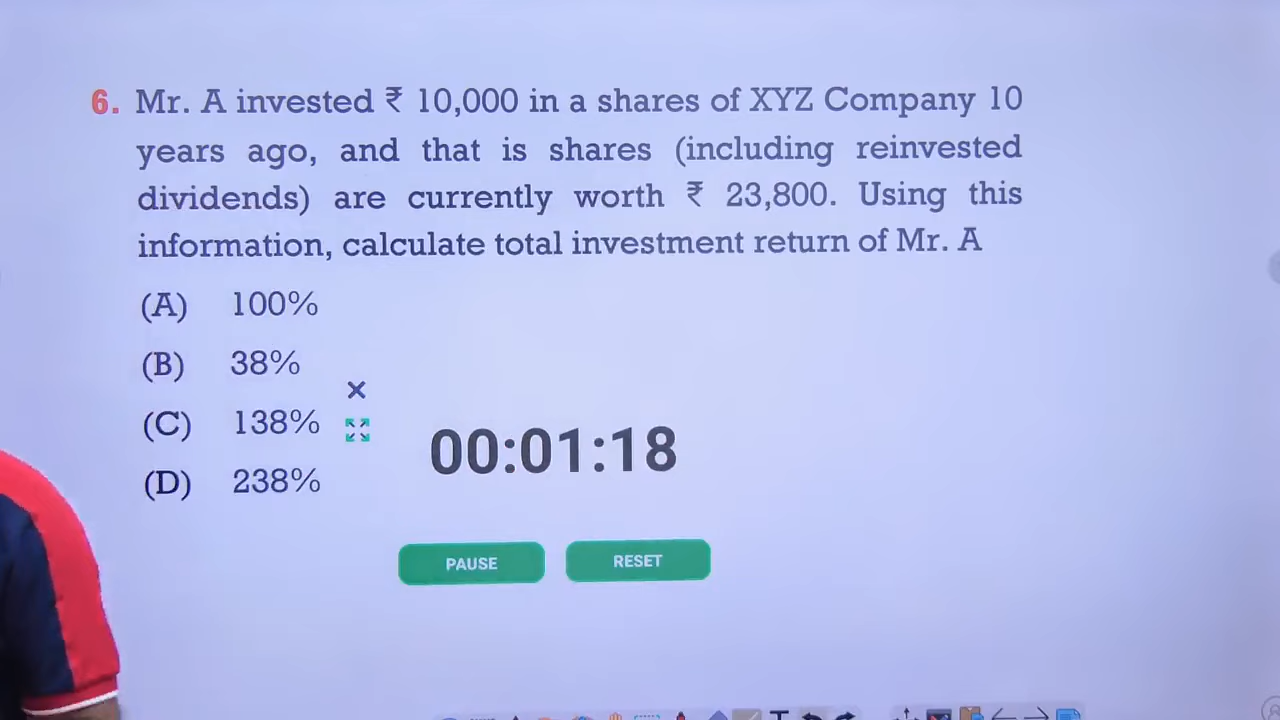 6. Mr. A invested ₹ 10,000 in a shares of XYZ Company 10
years ago, and that is shares (including reinvested
dividends) are currently worth ₹ 23,800. Using this
information, calculate total investment return of Mr. A
(A) 100%
(B) 38%
(C) 138%
(D) 238%
00:01:18
PAUSE
RESET